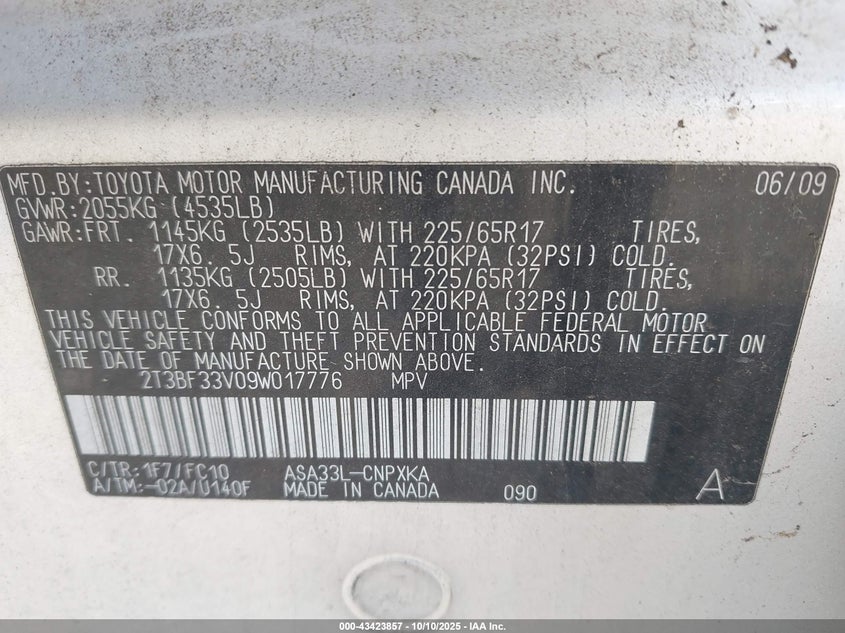 MFD.BY:TOYOTA MOTOR MANUFACTURING CANADA INC. 06/09
GVWR:2055KG (4535LB)
GAWR:FRT. 1145KG (2535LB) WITH 225/65R17 TIRES,
17X6. 5J RIMS, AT 220KPA (32PSI) COLD.
RR. 1135KG (2505LB) WITH 225/65R17 TIRES,
17X6. 5J RIMS, AT 220KPA (32PSI) COLD.
THIS VEHICLE CONFORMS TO ALL APPLICABLE FEDERAL MOTOR
VEHICLE SAFETY AND THEFT PREVENTION STANDARDS IN EFFECT ON
THE DATE OF MANUFACTURE SHOWN ABOVE.
2T3BF33V09W017776 MPV
C/TR:1F7/FC10 ASA33L-CNPXKA
A/TM:-02A/U140F MADE IN CANADA 090 A
000-43423857 - 10/10/2025 - IAA Inc.